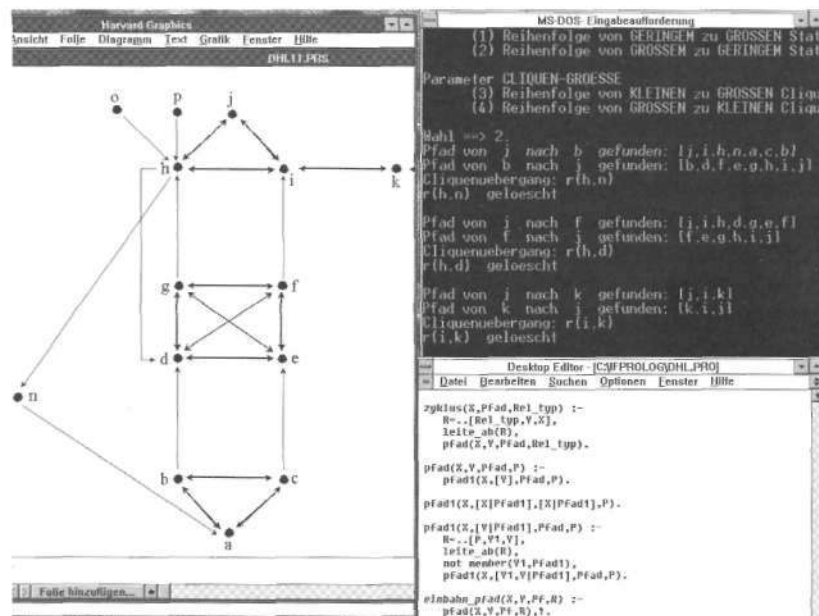 Harvard Graphics
Ansicht Folie Diagramm Text Grafik Fenster Hilfe
DHL11.PRS
o p j
h i k
g f
d e
n
b c
a
Folie hinzufügen...
MS-DOS-Eingabeaufforderung
(1) Reihenfolge von GERINGEM zu GROSSEN Stat
(2) Reihenfolge von GROSSEM zu GERINGEM Stat
Parameter CLIQUEN-GROESSE
(3) Reihenfolge von KLEINEN zu GROSSEN Cliqu
(4) Reihenfolge von GROSSEN zu KLEINEN Cliqu
Wahl ==> 2.
Pfad von j nach b gefunden: [j,i,h,n,a,c,b]
Pfad von b nach j gefunden: [b,d,f,e,g,h,i,j]
Cliquenuebergang: r(h,n)
r(h,n) geloescht
Pfad von j nach f gefunden: [j,i,h,d,g,e,f]
Pfad von f nach j gefunden: [f,e,g,h,i,j]
Cliquenuebergang: r(h,d)
r(h,d) geloescht
Pfad von j nach k gefunden: [j,i,k]
Pfad von k nach j gefunden: [k,i,j]
Cliquenuebergang: r(i,k)
r(i,k) geloescht
Desktop Editor - [C:\IFPROLOG\DHL.PRO]
Datei Bearbeiten Suchen Optionen Fenster Hilfe
zyklus(X,Pfad,Rel_typ) :-
R=..[Rel_typ,Y,X],
leite_ab(R),
pfad(X,Y,Pfad,Rel_typ).
pfad(X,Y,Pfad,P) :-
pfad1(X,[Y],Pfad,P).
pfad1(X,[X|Pfad1],[X|Pfad1],P).
pfad1(X,[Y|Pfad1],Pfad,P) :-
R=..[P,Y1,Y],
leite_ab(R),
not member(Y1,Pfad1),
pfad1(X,[Y1,Y|Pfad1],Pfad,P).
einbahn_pfad(X,Y,Pf,R) :-
pfad(X,Y,Pf,R),!.